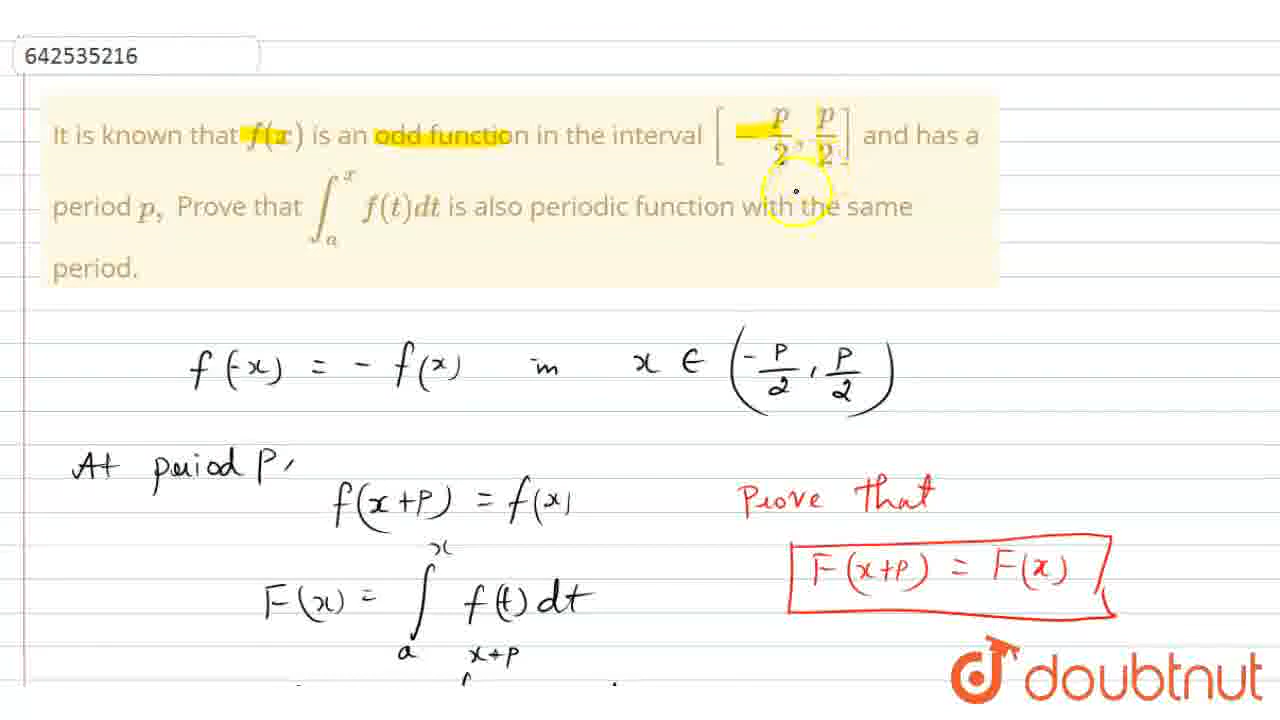 642535216
It is known that f(x) is an odd function in the interval [−p/2, p/2] and has a
period p, Prove that ∫_a^x f(t)dt is also periodic function with the same
period.
f(-x) = - f(x) in x ∈ (-P/2, P/2)
At period P,
f(x+P) = f(x)
Prove that
F(x+P) = F(x)
F(x) = ∫_a^x f(t) dt
x+P
doubtnut